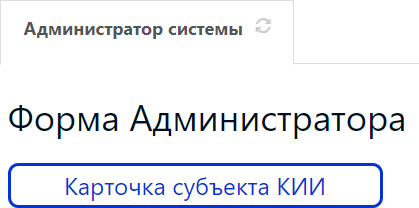 Администратор системы
Форма Администратора
Карточка субъекта КИИ